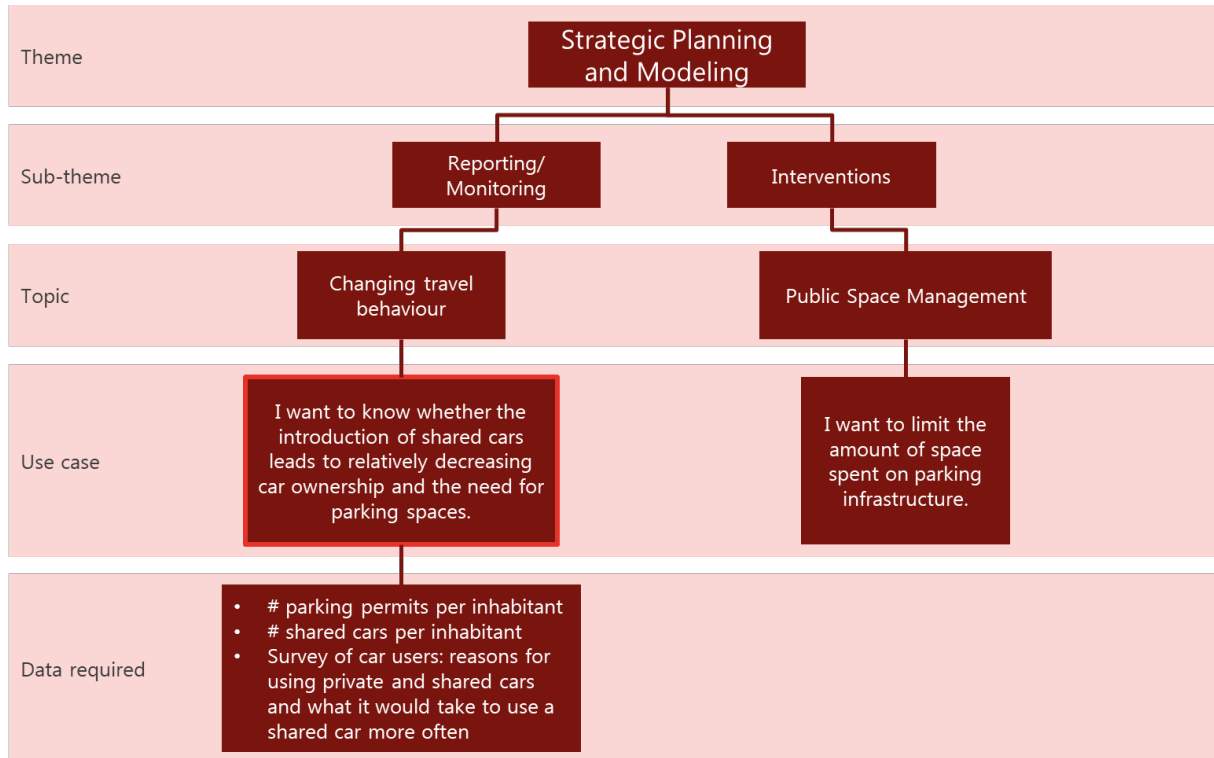 Theme
Strategic Planning
and Modeling
Sub-theme
Reporting/
Monitoring
Interventions
Topic
Changing travel
behaviour
Public Space Management
Use case
I want to know whether the
introduction of shared cars
leads to relatively decreasing
car ownership and the need for
parking spaces.
I want to limit the
amount of space
spent on parking
infrastructure.
Data required
• # parking permits per inhabitant
• # shared cars per inhabitant
• Survey of car users: reasons for
using private and shared cars
and what it would take to use a
shared car more often